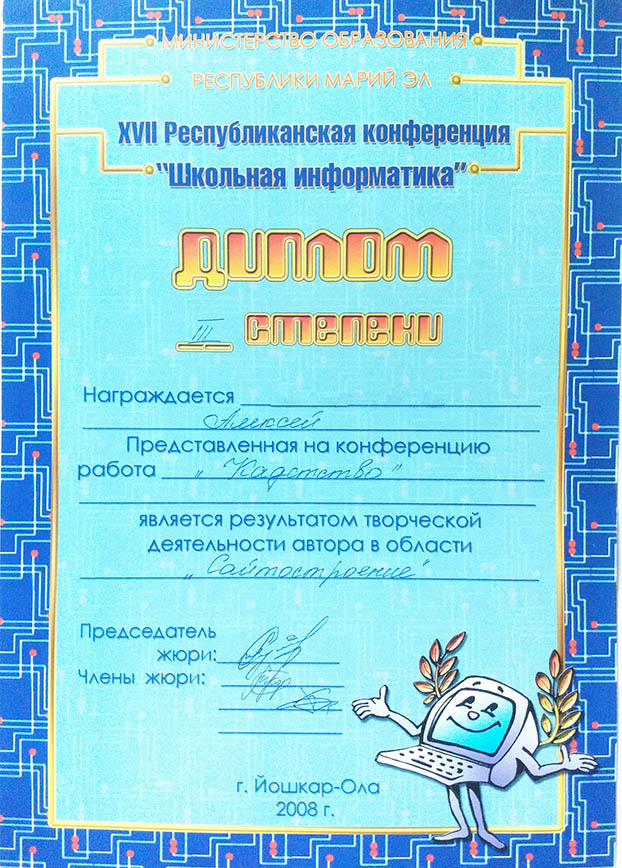 МИНИСТЕРСТВО ОБРАЗОВАНИЯ
РЕСПУБЛИКИ МАРИЙ ЭЛ
XVII Республиканская конференция
"Школьная информатика"
ДИПЛОМ
III степени
Награждается
Алексей
Представленная на конференцию
работа „Кадетство"
является результатом творческой
деятельности автора в области
„Сайтостроение"
Председатель
жюри:
Члены жюри:
г. Йошкар-Ола
2008 г.